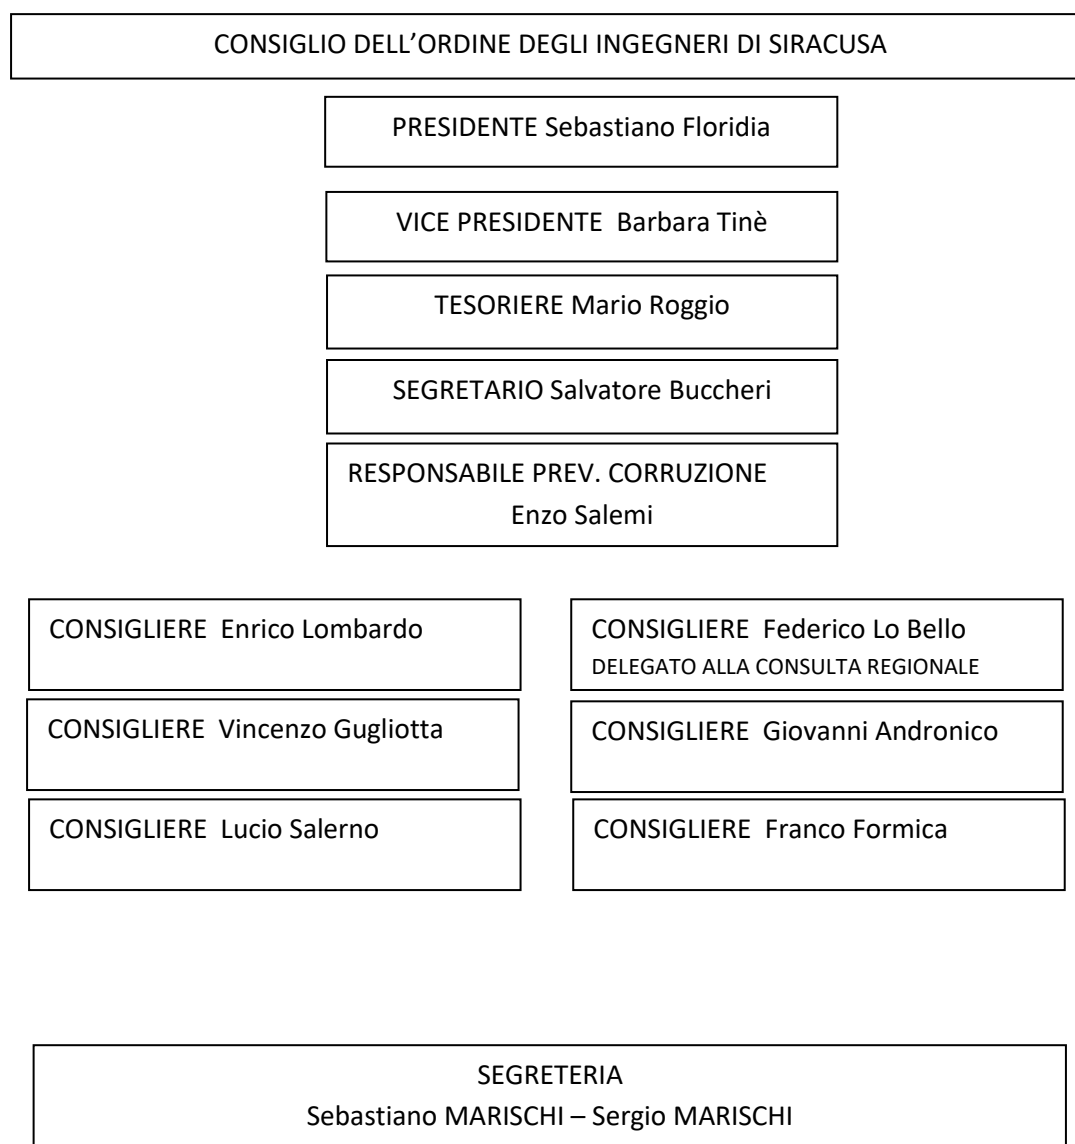 CONSIGLIO DELL’ORDINE DEGLI INGEGNERI DI SIRACUSA
PRESIDENTE Sebastiano Floridia
VICE PRESIDENTE Barbara Tinè
TESORIERE Mario Roggio
SEGRETARIO Salvatore Buccheri
RESPONSABILE PREV. CORRUZIONE
Enzo Salemi
CONSIGLIERE Enrico Lombardo
CONSIGLIERE Federico Lo Bello
DELEGATO ALLA CONSULTA REGIONALE
CONSIGLIERE Vincenzo Gugliotta
CONSIGLIERE Giovanni Andronico
CONSIGLIERE Lucio Salerno
CONSIGLIERE Franco Formica
SEGRETERIA
Sebastiano MARISCHI – Sergio MARISCHI